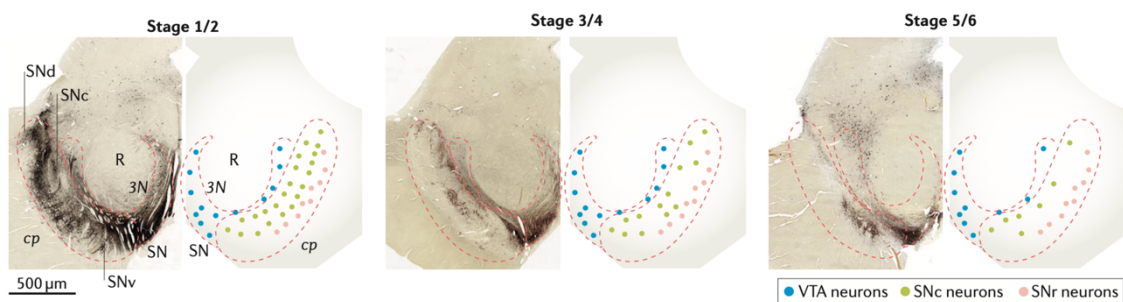 Stage 1/2
Stage 3/4
Stage 5/6
SNd
SNc
R
R
3N
3N
cp
SN
SN
cp
SNv
500 µm
VTA neurons
SNc neurons
SNr neurons